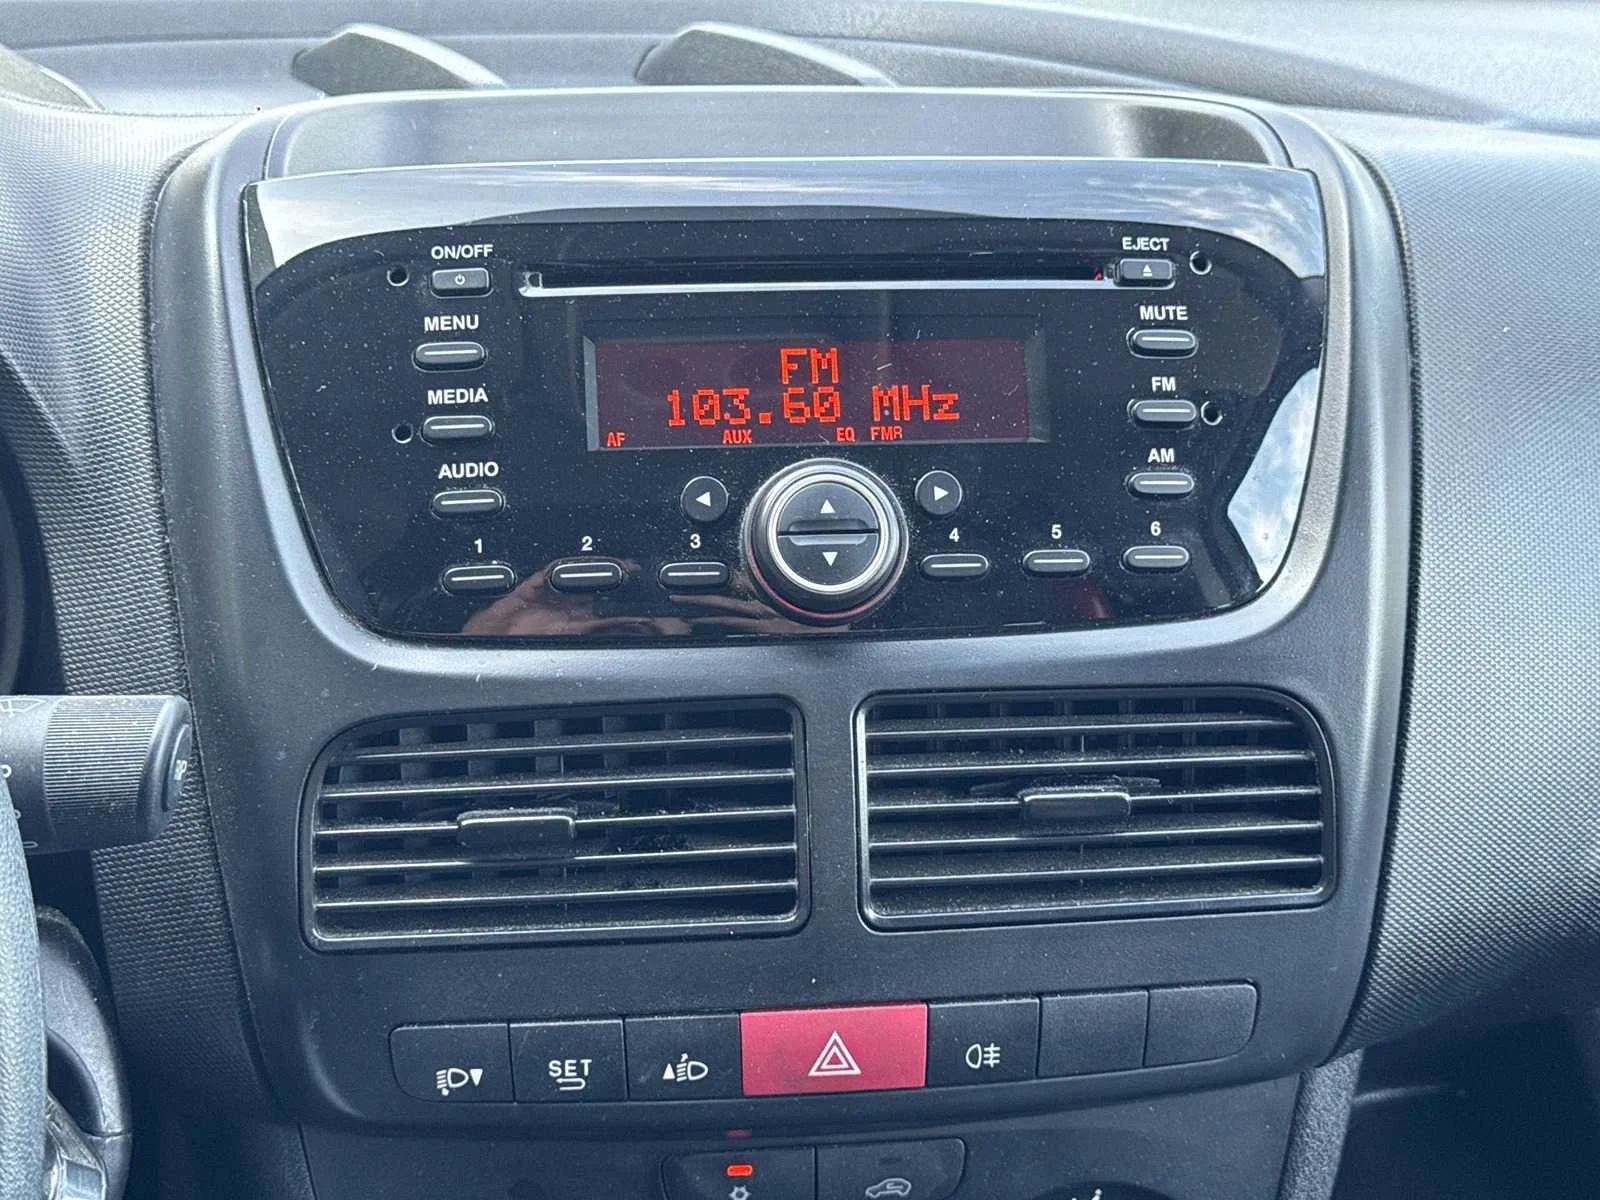 ON/OFF
EJECT
MENU
MUTE
MEDIA
FM
AUDIO
AM
FM
103.60 MHz
AF AUX EQ FMR
1 2 3 4 5 6
SET